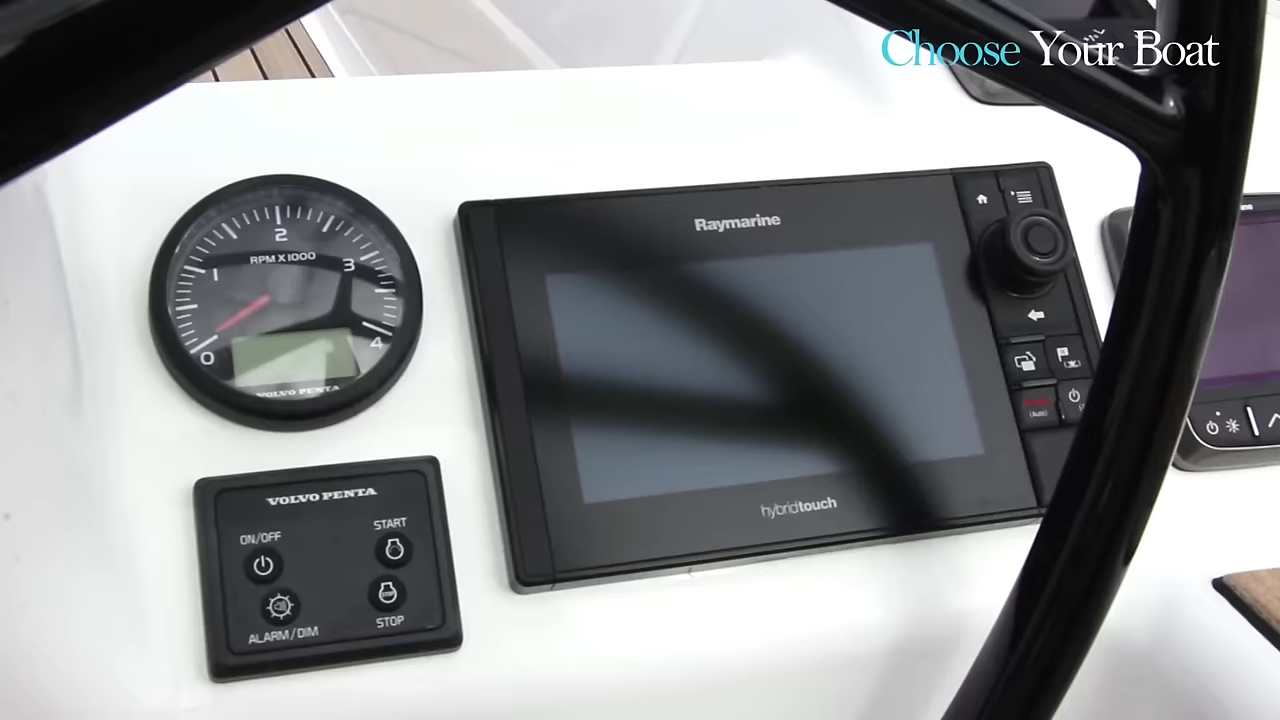 Choose Your Boat
Raymarine
2
RPM X 1000
1
3
0
4
VOLVO PENTA
VOLVO PENTA
ON/OFF
START
ALARM / DIM
STOP
hybridtouch
(Auto)